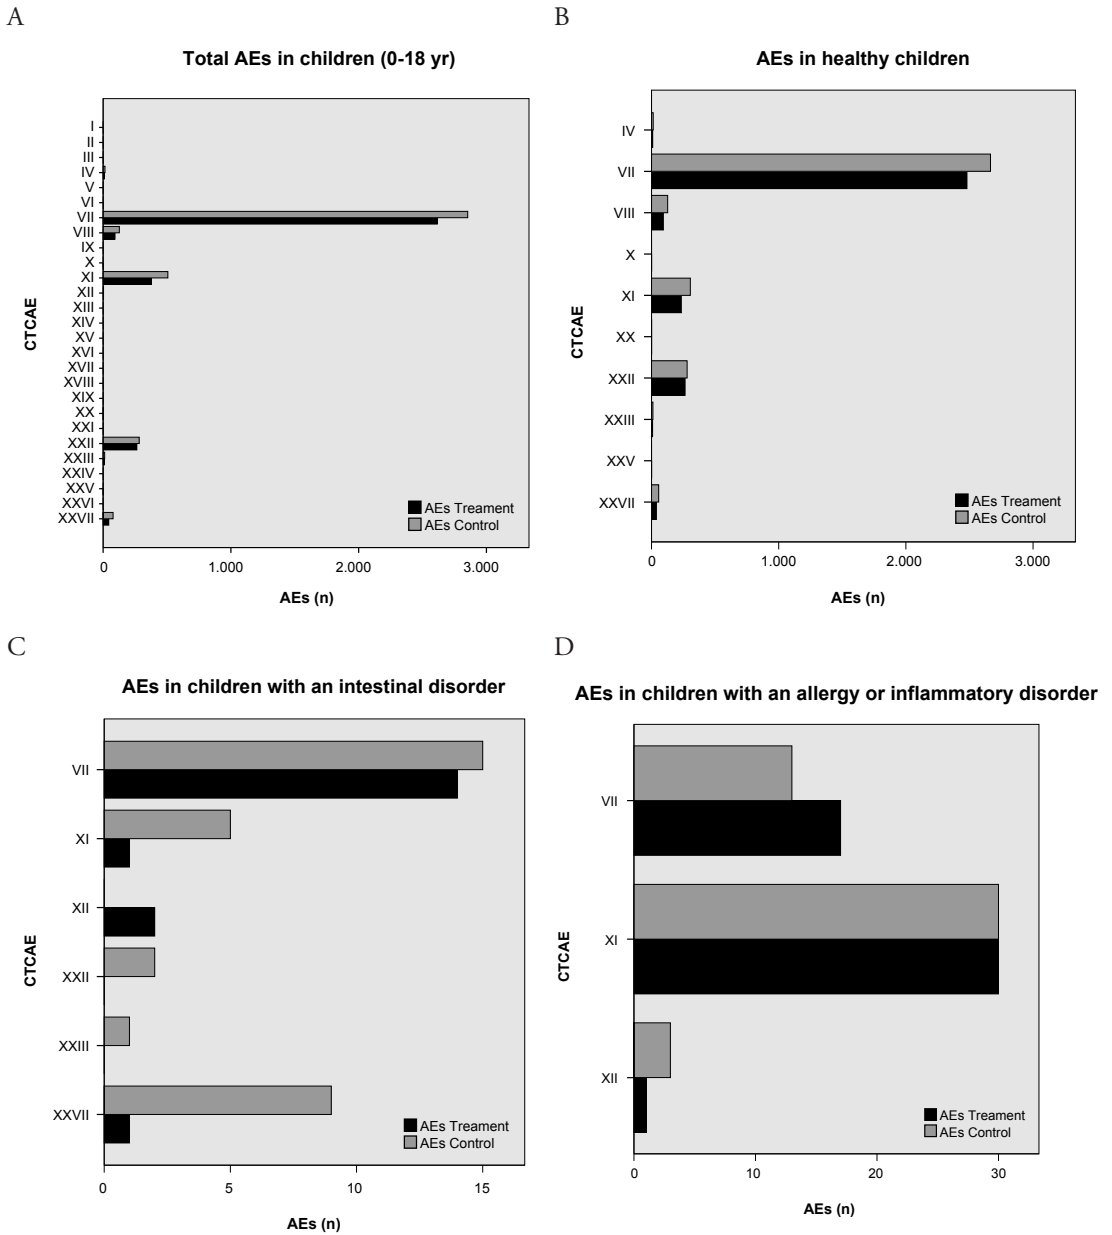 A
Total AEs in children (0-18 yr)
CTCAE
I
II
III
IV
V
VI
VII
VIII
IX
X
XI
XII
XIII
XIV
XV
XVI
XVII
XVIII
XIX
XX
XXI
XXII
XXIII
XXIV
XXV
XXVI
XXVII
AEs Treament
AEs Control
0 1.000 2.000 3.000
AEs (n)
B
AEs in healthy children
CTCAE
IV
VII
VIII
X
XI
XX
XXII
XXIII
XXV
XXVII
AEs Treament
AEs Control
0 1.000 2.000 3.000
AEs (n)
C
AEs in children with an intestinal disorder
CTCAE
VII
XI
XII
XXII
XXIII
XXVII
AEs Treament
AEs Control
0 5 10 15
AEs (n)
D
AEs in children with an allergy or inflammatory disorder
CTCAE
VII
XI
XII
AEs Treament
AEs Control
0 10 20 30
AEs (n)